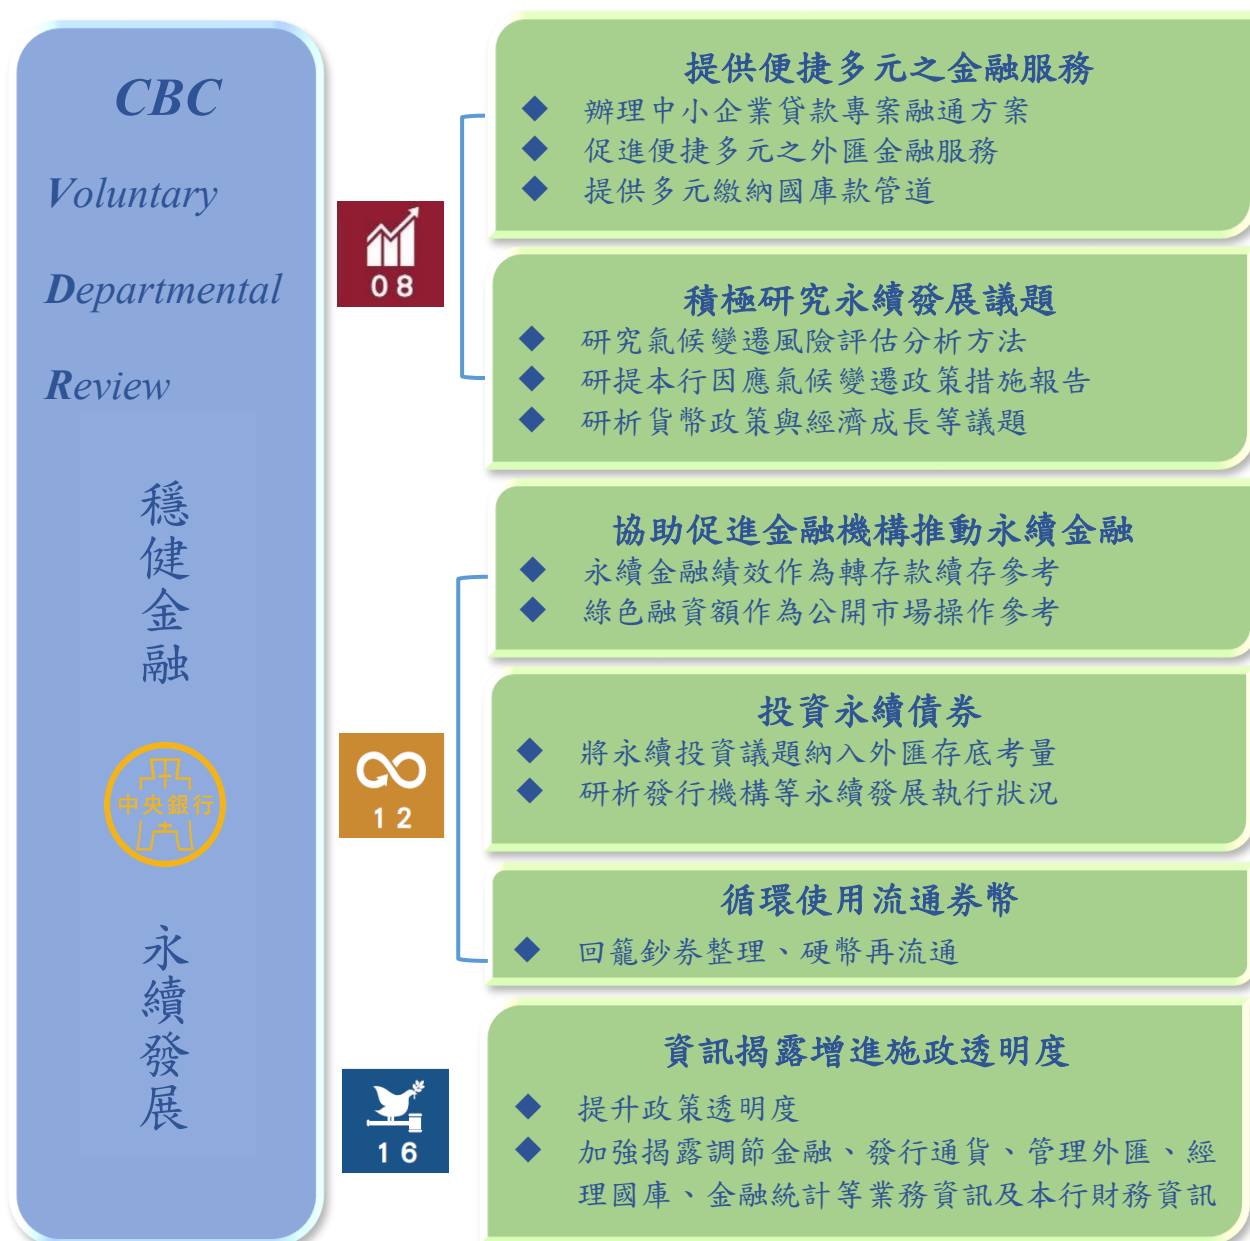 CBC
Voluntary
Departmental
Review
穩健金融
中央銀行
永續發展
08
提供便捷多元之金融服務
◆ 辦理中小企業貸款專案融通方案
◆ 促進便捷多元之外匯金融服務
◆ 提供多元繳納國庫款管道
積極研究永續發展議題
◆ 研究氣候變遷風險評估分析方法
◆ 研提本行因應氣候變遷政策措施報告
◆ 研析貨幣政策與經濟成長等議題
12
協助促進金融機構推動永續金融
◆ 永續金融績效作為轉存款續存參考
◆ 綠色融資額作為公開市場操作參考
投資永續債券
◆ 將永續投資議題納入外匯存底考量
◆ 研析發行機構等永續發展執行狀況
循環使用流通券幣
◆ 回籠鈔券整理、硬幣再流通
16
資訊揭露增進施政透明度
◆ 提升政策透明度
◆ 加強揭露調節金融、發行通貨、管理外匯、經
理國庫、金融統計等業務資訊及本行財務資訊